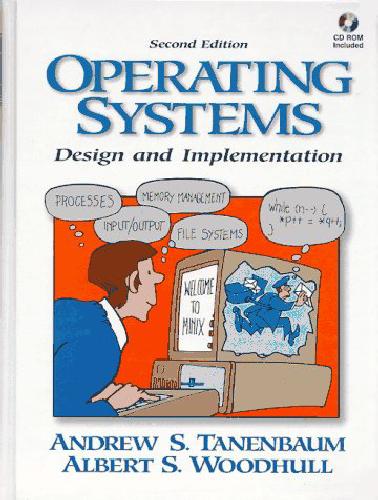 Second Edition
CD ROM
Included
OPERATING
SYSTEMS
Design and Implementation
PROCESSES
MEMORY MANAGEMENT
INPUT/OUTPUT
FILE SYSTEMS
while (n--) {
*p++ = *q++;
}
WELCOME
TO
MINIX
ANDREW S. TANENBAUM
ALBERT S. WOODHULL